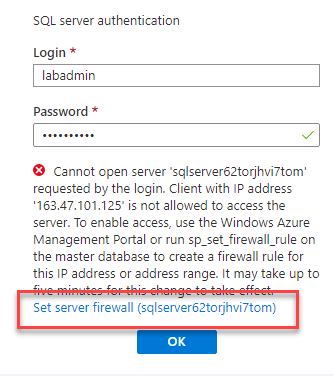 SQL server authentication
Login *
labadmin
Password *
••••••••••
Cannot open server 'sqlserver62torjhvi7tom'
requested by the login. Client with IP address
'163.47.101.125' is not allowed to access
the server. To enable access, use the Windows Azure
Management Portal or run sp_set_firewall_rule on
the master database to create a firewall rule for
this IP address or address range. It may take up to
five minutes for this change to take effect.
Set server firewall (sqlserver62torjhvi7tom)
OK